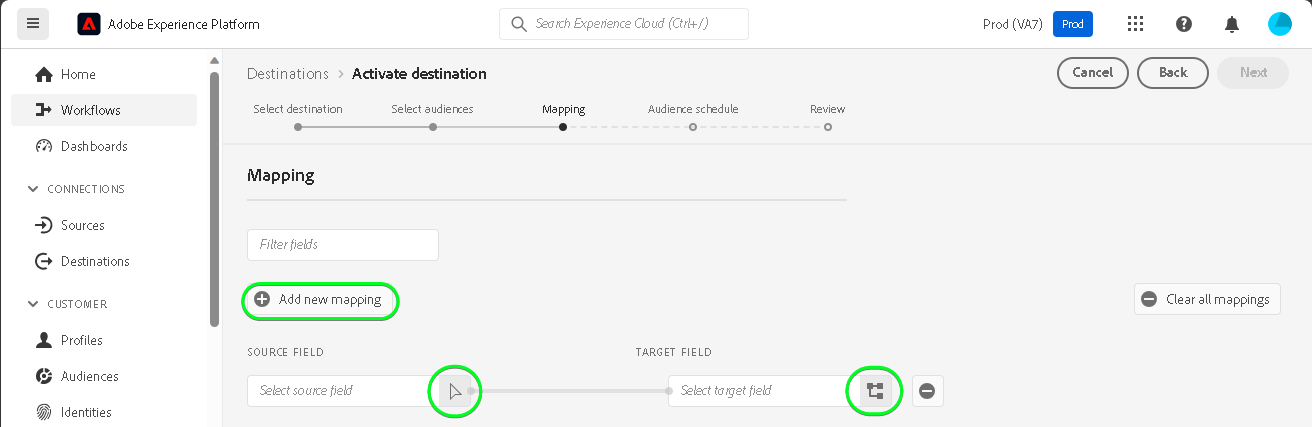 Adobe Experience Platform
Search Experience Cloud (Ctrl+/)
Prod (VA7)
Prod
Home
Workflows
Dashboards
CONNECTIONS
Sources
Destinations
CUSTOMER
Profiles
Audiences
Identities
Destinations > Activate destination
Cancel
Back
Next
Select destination
Select audiences
Mapping
Audience schedule
Review
Mapping
Filter fields
Add new mapping
Clear all mappings
SOURCE FIELD
TARGET FIELD
Select source field
Select target field